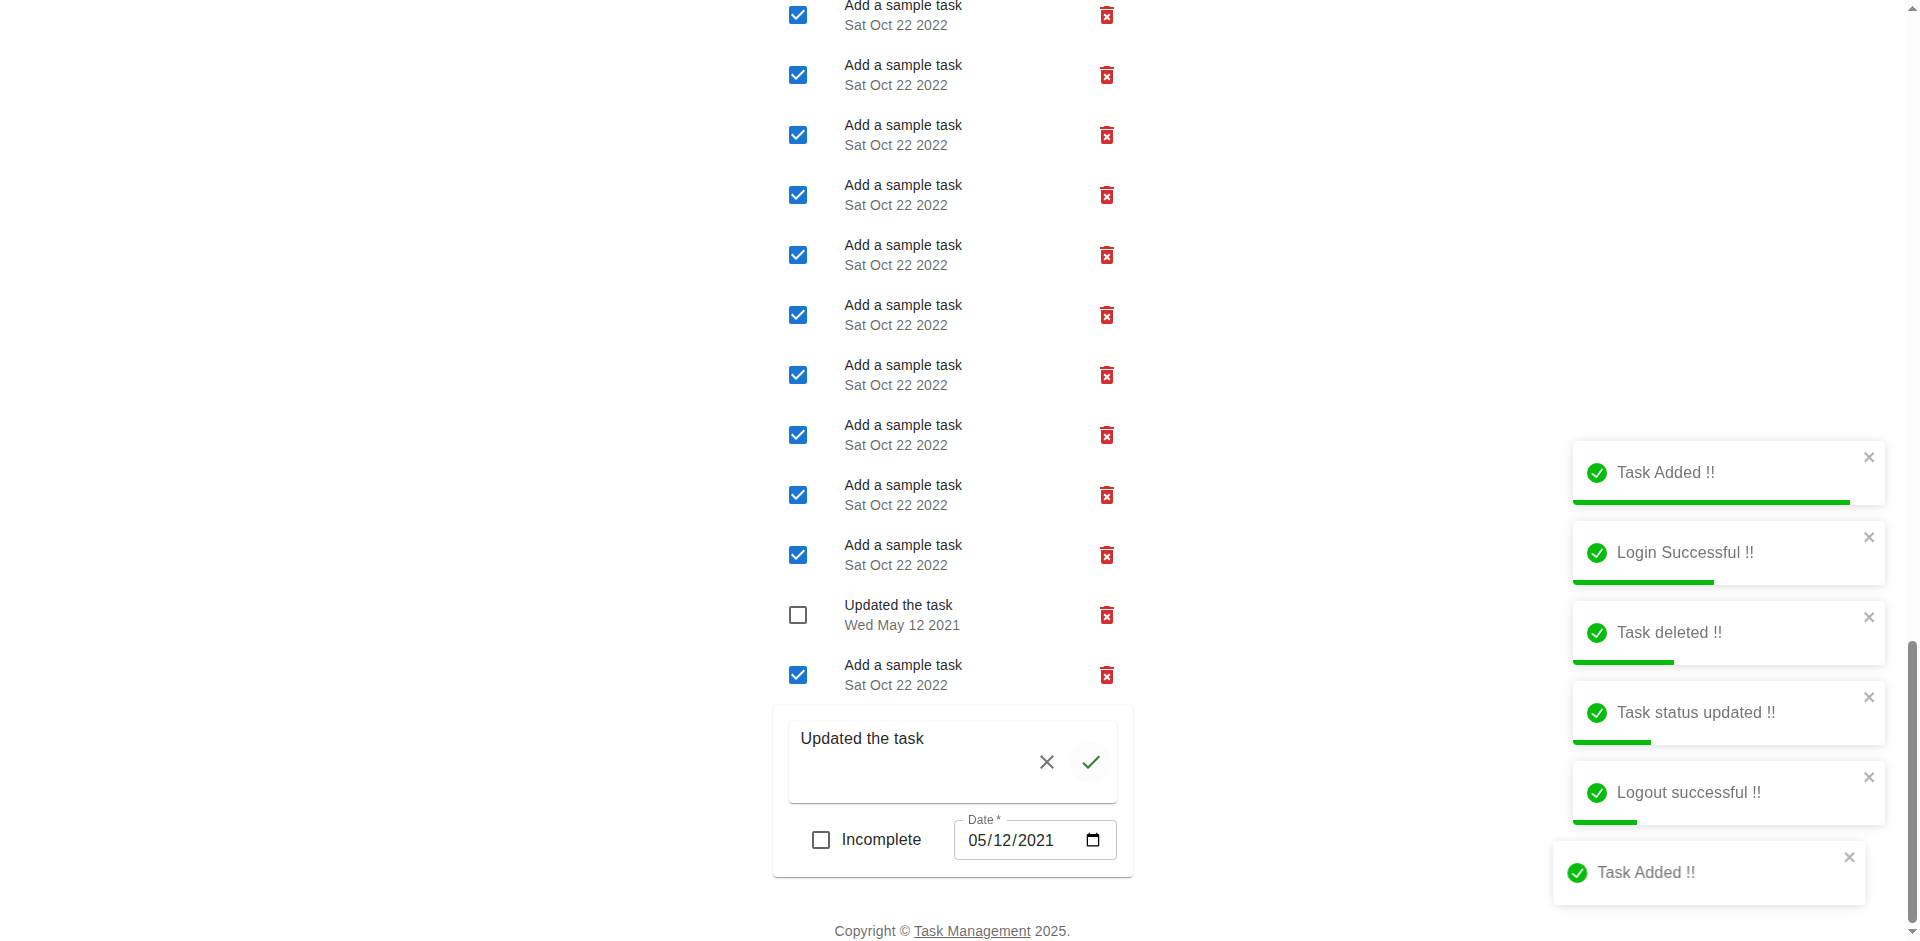 Add a sample task
Sat Oct 22 2022
Add a sample task
Sat Oct 22 2022
Add a sample task
Sat Oct 22 2022
Add a sample task
Sat Oct 22 2022
Add a sample task
Sat Oct 22 2022
Add a sample task
Sat Oct 22 2022
Add a sample task
Sat Oct 22 2022
Add a sample task
Sat Oct 22 2022
Add a sample task
Sat Oct 22 2022
Add a sample task
Sat Oct 22 2022
Updated the task
Wed May 12 2021
Add a sample task
Sat Oct 22 2022
Updated the task
Incomplete
Date *
05/12/2021
Copyright © Task Management 2025.
Task Added !!
Login Successful !!
Task deleted !!
Task status updated !!
Logout successful !!
Task Added !!